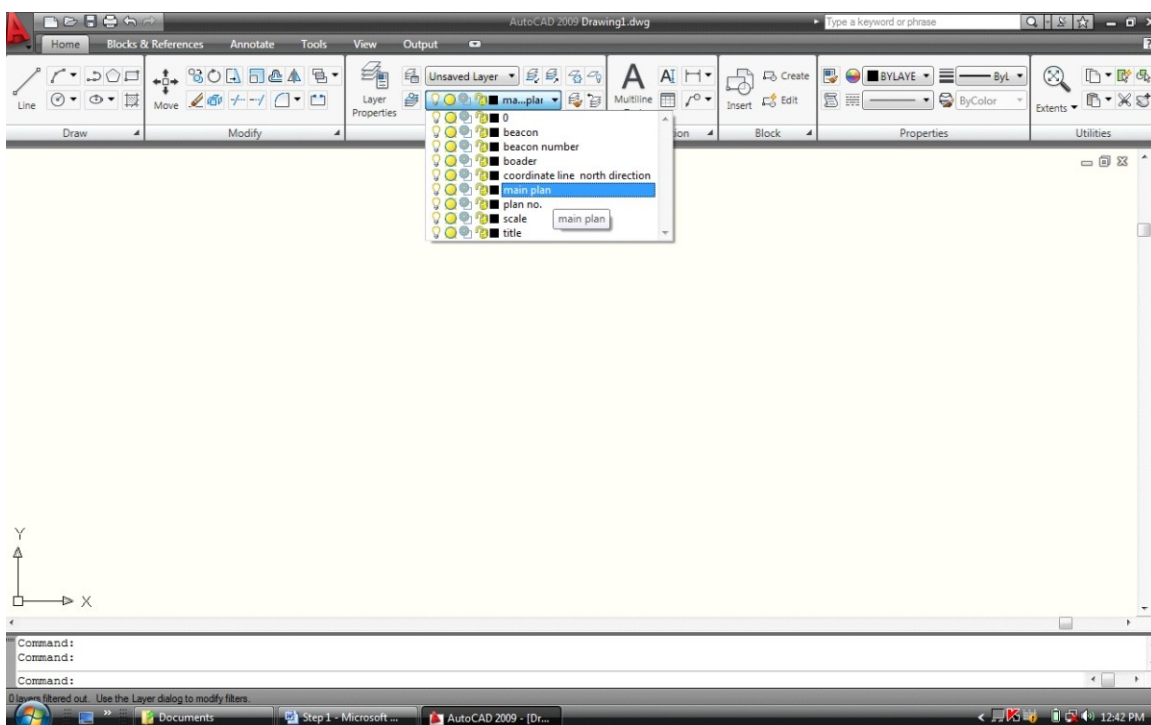 AutoCAD 2009 Drawing1.dwg
Type a keyword or phrase
Home Blocks & References Annotate Tools View Output
Unsaved Layer
BYLAYE
ByL
Create
Line
Move
Layer
Properties
ma...plar
Multiline
Insert
Edit
ByColor
Extents
Draw
Modify
Block
Properties
Utilities
0
beacon
beacon number
boader
coordinate line north direction
main plan
plan no.
scale
main plan
title
Y
X
Command:
Command:
Command:
0 layers filtered out. Use the Layer dialog to modify filters.
Documents
Step 1 - Microsoft ...
AutoCAD 2009 - [Dr...
12:42 PM